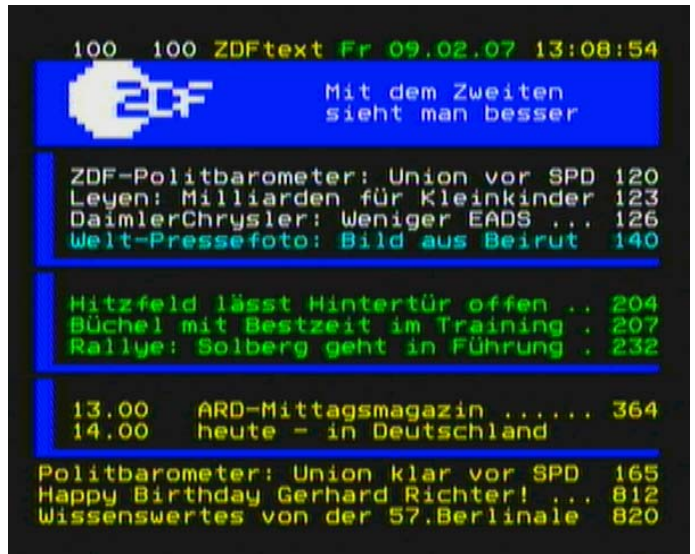 100 100 ZDFtext Fr 09.02.07 13:08:54
ZDF
Mit dem Zweiten
sieht man besser
ZDF-Politbarometer: Union vor SPD 120
Leyen: Milliarden für Kleinkinder 123
DaimlerChrysler: Weniger EADS ... 126
Welt-Pressefoto: Bild aus Beirut 140
Hitzfeld lässt Hintertür offen .. 204
Büchel mit Bestzeit im Training . 207
Rallye: Solberg geht in Führung . 232
13.00 ARD-Mittagsmagazin ...... 364
14.00 heute - in Deutschland
Politbarometer: Union klar vor SPD 165
Happy Birthday Gerhard Richter! ... 812
Wissenswertes von der 57.Berlinale 820